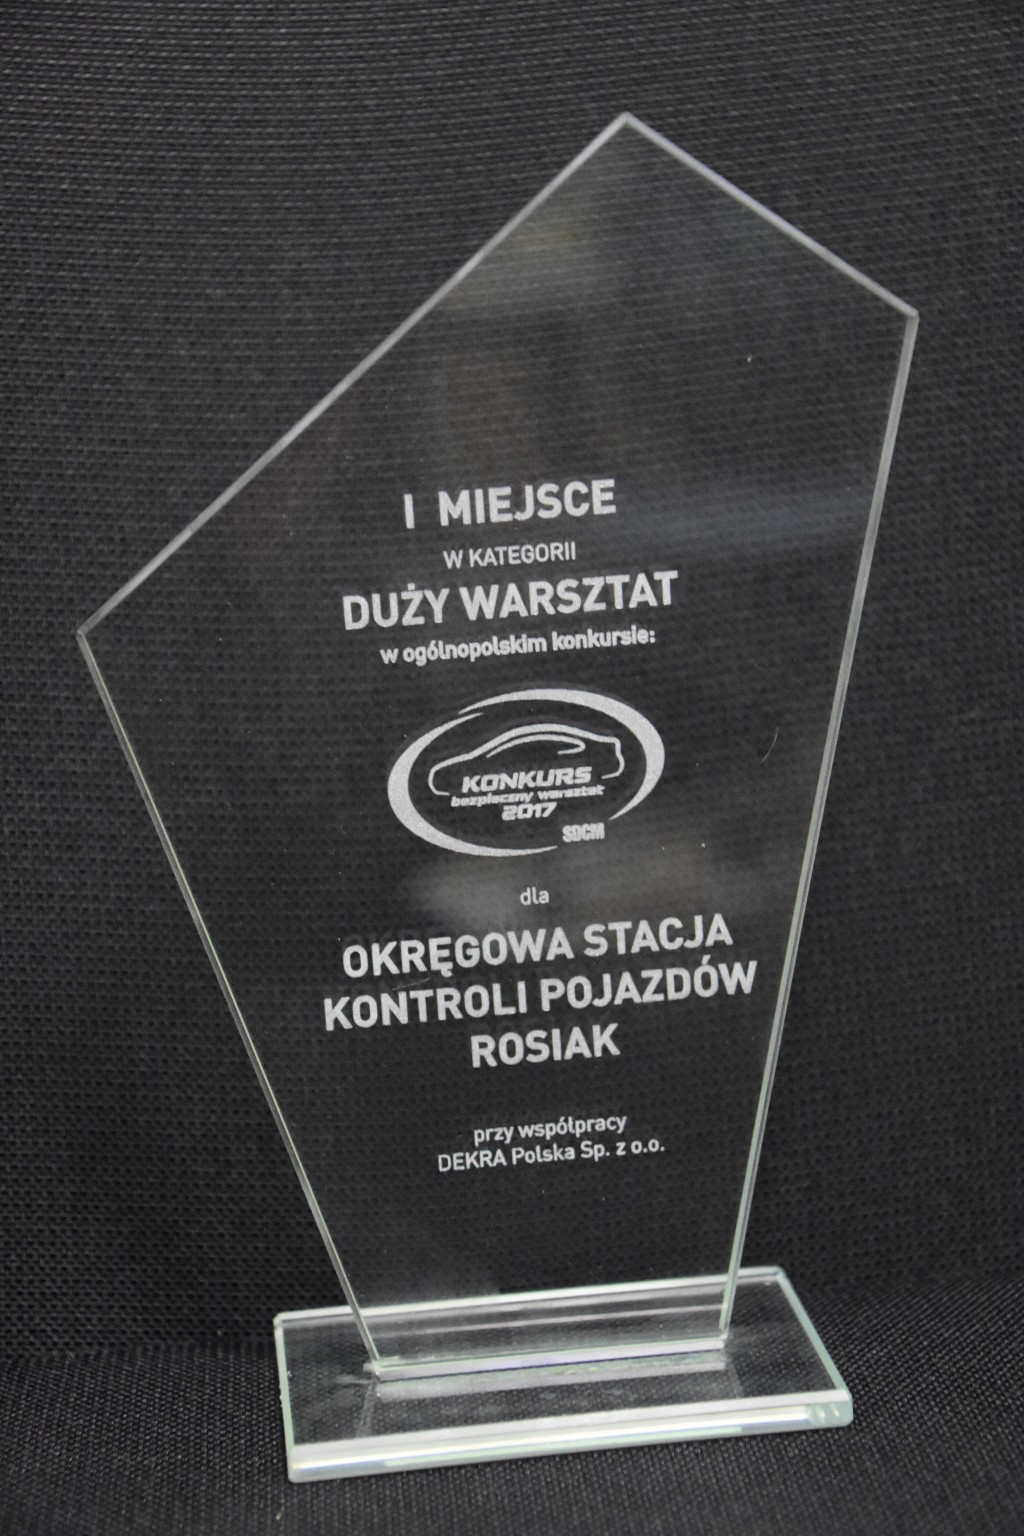 I MIEJSCE
W KATEGORII
DUŻY WARSZTAT
w ogólnopolskim konkursie:
KONKURS
bezpieczny warsztat
2017
SDCM
dla
OKRĘGOWA STACJA
KONTROLI POJAZDÓW
ROSIAK
przy współpracy
DEKRA Polska Sp. z o.o.